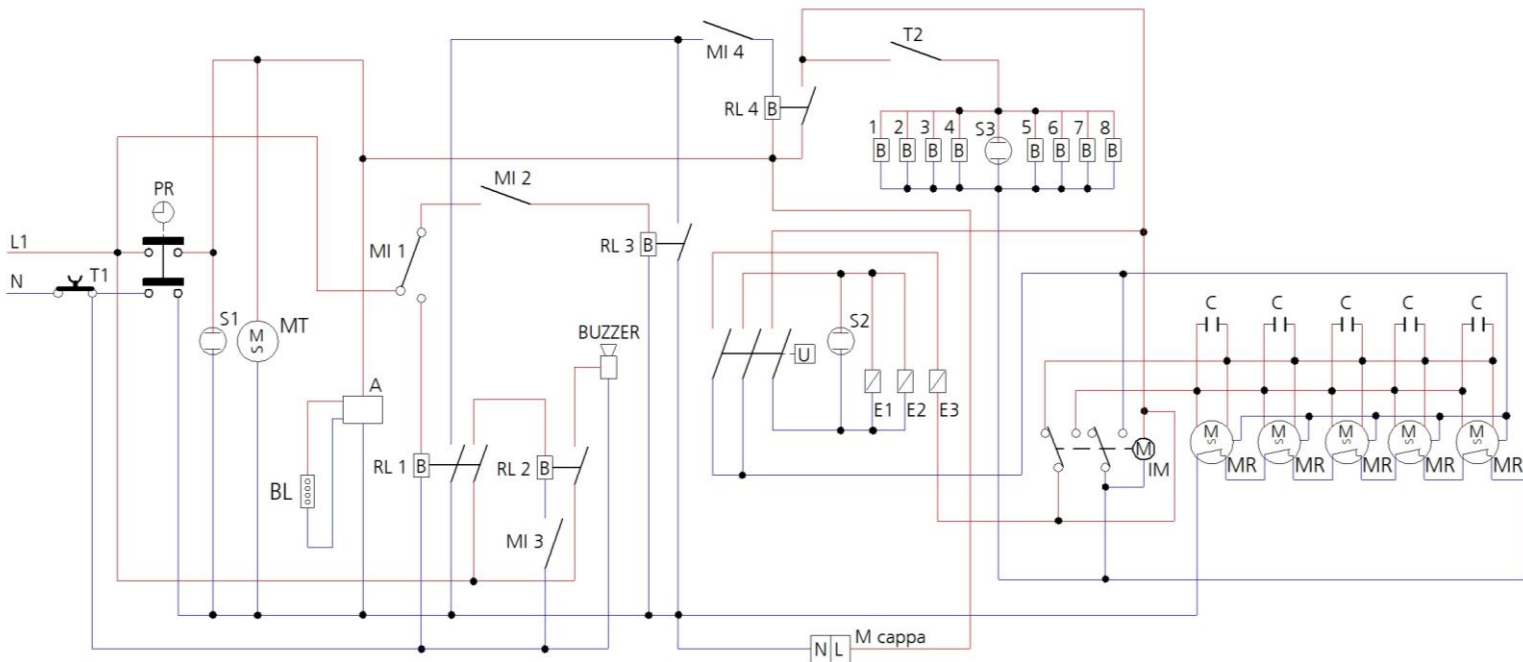 MI 4
T2
RL 4
B
1
2
3
4
S3
5
6
7
8
B
B
B
B
B
B
B
B
PR
MI 2
L1
MI 1
RL 3
B
N
T1
S1
M
S
MT
BUZZER
S2
U
C
C
C
C
C
A
E1
E2
E3
RL 1
B
RL 2
B
BL
M
IM
M
S
MR
M
S
MR
M
S
MR
M
S
MR
M
S
MR
MI 3
N
L
M cappa